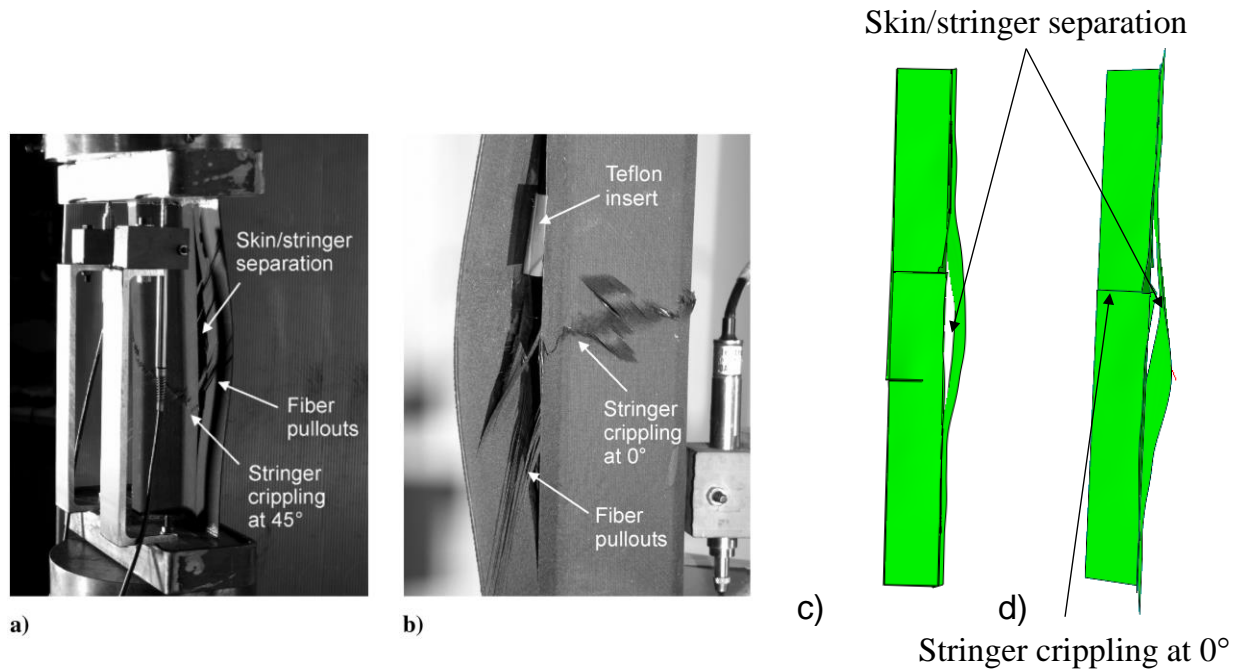 Skin/stringer separation
Skin/stringer
separation
Fiber
pullouts
Stringer
crippling
at 45°
a)
Teflon
insert
Stringer
crippling
at 0°
Fiber
pullouts
b)
c)
d)
Stringer crippling at 0°